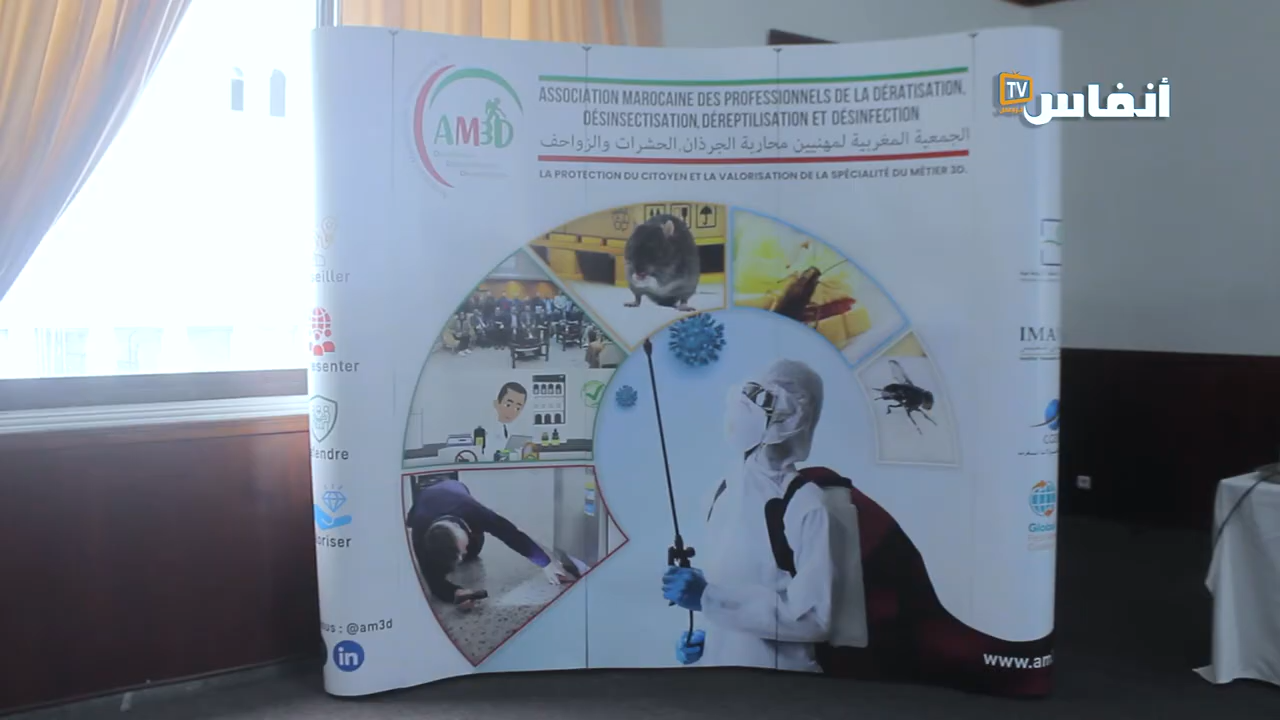 أنفاس
TV
AM3D
ASSOCIATION MAROCAINE DES PROFESSIONNELS DE LA DÉRATISATION,
DÉSINSECTISATION, DÉREPTILISATION ET DÉSINFECTION
الجمعية المغربية لمهنيين محاربة الجرذان، الحشرات والزواحف
LA PROTECTION DU CITOYEN ET LA VALORISATION DE LA SPÉCIALITÉ DU MÉTIER 3D.
eiller
esenter
endre
oriser
ous : @am3d
in
IMA
Global
www.am